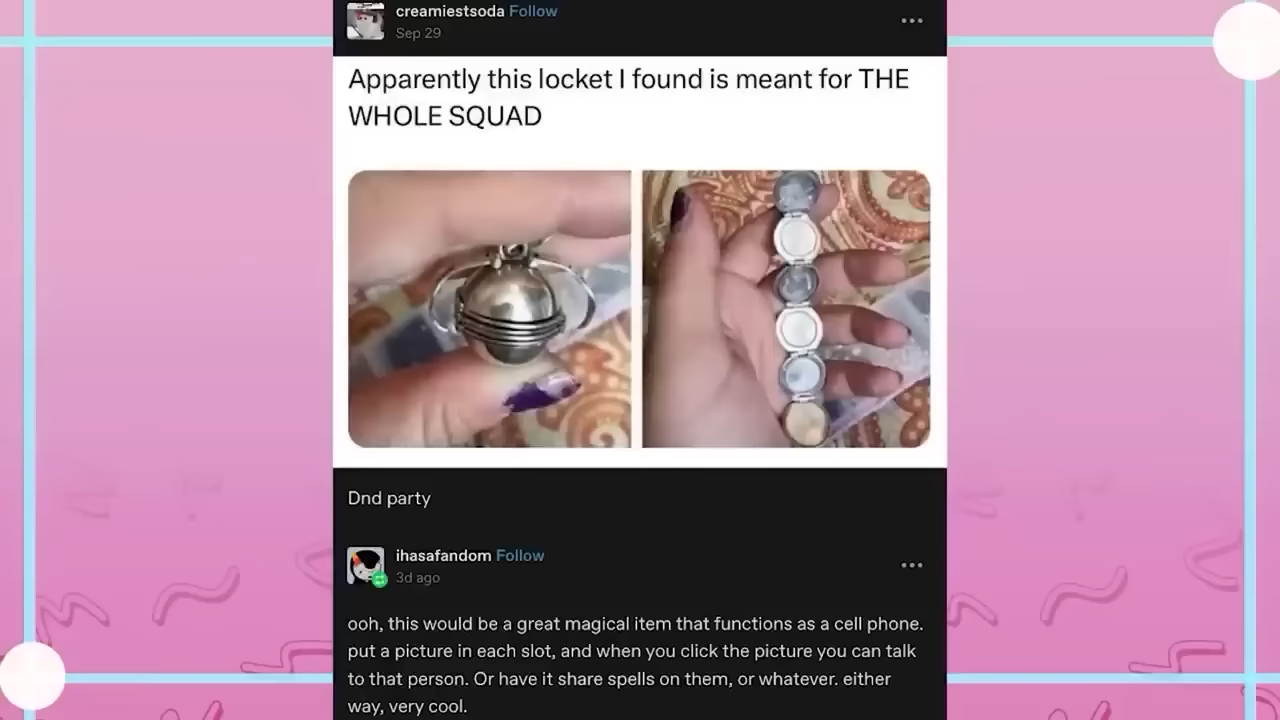 creamiestsoda Follow
Sep 29
Apparently this locket I found is meant for THE
WHOLE SQUAD
Dnd party
ihasafandom Follow
3d ago
ooh, this would be a great magical item that functions as a cell phone.
put a picture in each slot, and when you click the picture you can talk
to that person. Or have it share spells on them, or whatever. either
way, very cool.